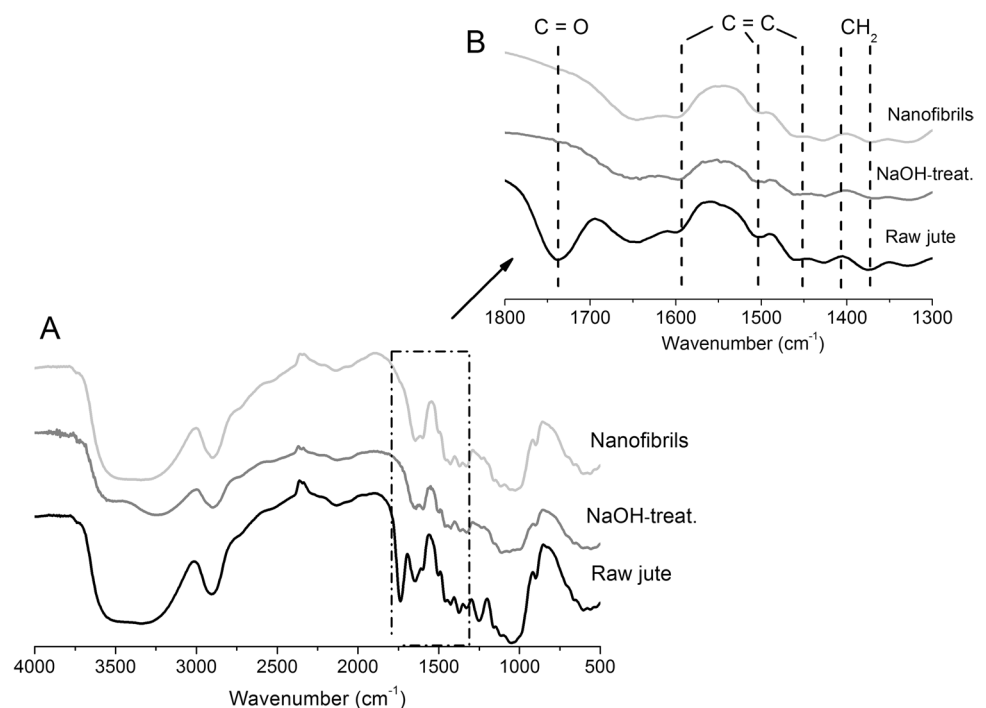 B
C = O
C = C
CH2
Nanofibrils
NaOH-treat.
Raw jute
1800 1700 1600 1500 1400 1300
Wavenumber (cm-1)
A
Nanofibrils
NaOH-treat.
Raw jute
4000 3500 3000 2500 2000 1500 1000 500
Wavenumber (cm-1)